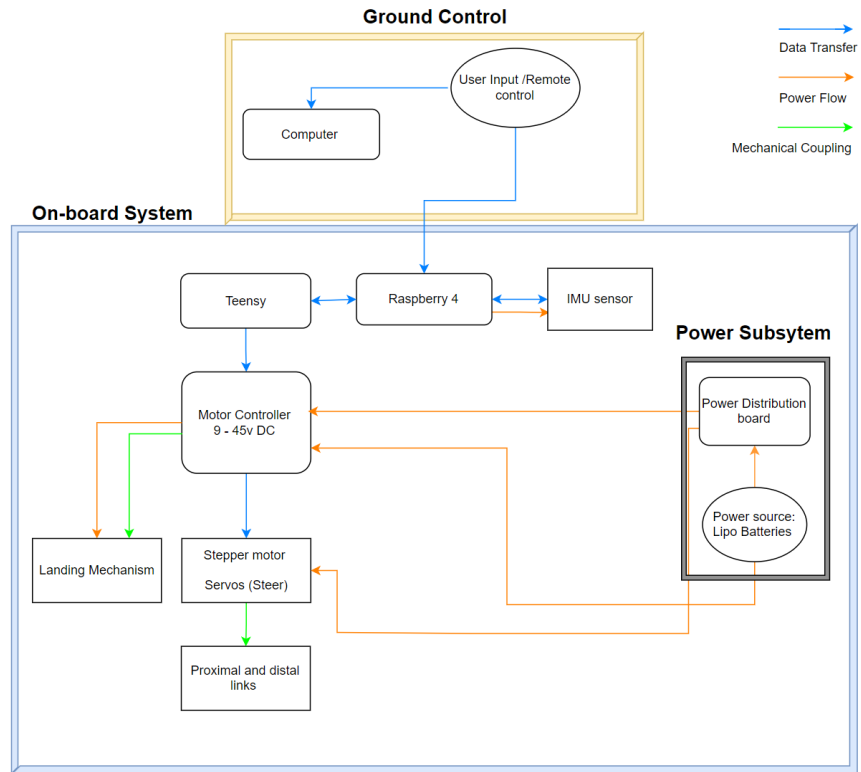 Ground Control
User Input /Remote
control
Computer
Data Transfer
Power Flow
Mechanical Coupling
On-board System
Teensy
Raspberry 4
IMU sensor
Power Subsytem
Motor Controller
9 - 45v DC
Power Distribution
board
Power source:
Lipo Batteries
Landing Mechanism
Stepper motor
Servos (Steer)
Proximal and distal
links